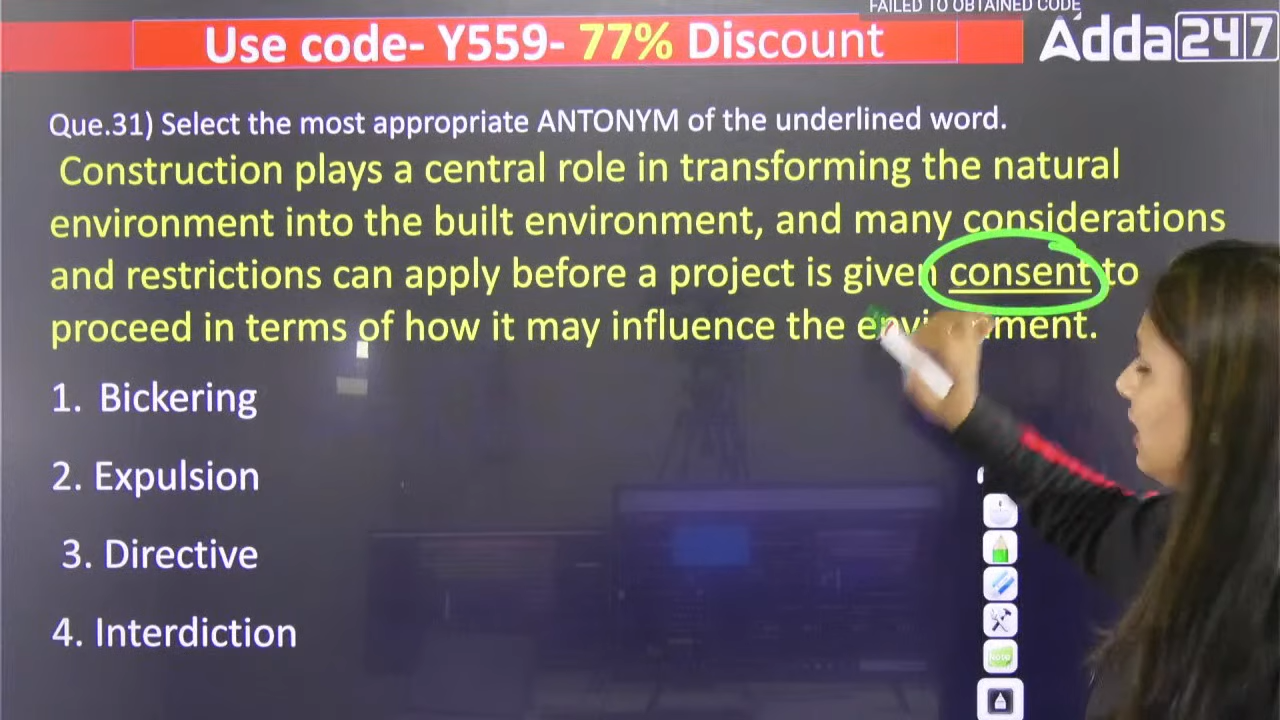 FAILED TO OBTAINED CODE
Use code- Y559- 77% Discount
Adda247
Que.31) Select the most appropriate ANTONYM of the underlined word.
Construction plays a central role in transforming the natural
environment into the built environment, and many considerations
and restrictions can apply before a project is given consent to
proceed in terms of how it may influence the
1. Bickering
2. Expulsion
3. Directive
4. Interdiction